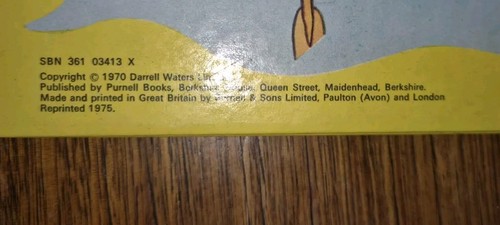 SBN 361 03413 X
Copyright © 1970 Darrell Waters
Published by Purnell Books, Queen Street, Maidenhead, Berkshire.
Made and printed in Great Britain by & Sons Limited, Paulton (Avon) and London
Reprinted 1975.